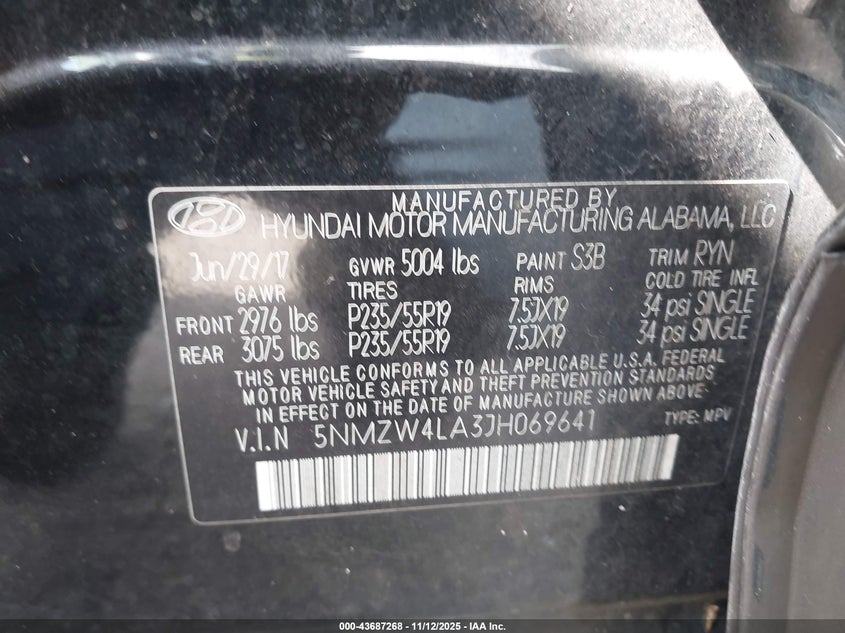 MANUFACTURED BY
HYUNDAI MOTOR MANUFACTURING ALABAMA, LLC
Jun/29/17 GVWR 5004 lbs PAINT S3B TRIM RYN
GAWR TIRES RIMS COLD TIRE INFL
FRONT 2976 lbs P235/55R19 7.5JX19 34 psi SINGLE
REAR 3075 lbs P235/55R19 7.5JX19 34 psi SINGLE
THIS VEHICLE CONFORMS TO ALL APPLICABLE U.S.A. FEDERAL
MOTOR VEHICLE SAFETY AND THEFT PREVENTION STANDARDS
IN EFFECT ON THE DATE OF MANUFACTURE SHOWN ABOVE
V.I.N 5NMZW4LA3JH069641 TYPE: MPV
000-43687268 - 11/12/2025 - IAA Inc.